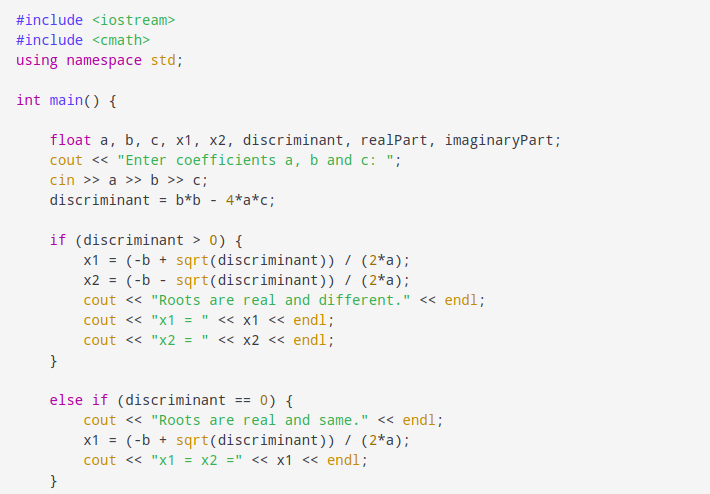 #include <iostream>
#include <cmath>
using namespace std;

int main() {

    float a, b, c, x1, x2, discriminant, realPart, imaginaryPart;
    cout << "Enter coefficients a, b and c: ";
    cin >> a >> b >> c;
    discriminant = b*b - 4*a*c;

    if (discriminant > 0) {
        x1 = (-b + sqrt(discriminant)) / (2*a);
        x2 = (-b - sqrt(discriminant)) / (2*a);
        cout << "Roots are real and different." << endl;
        cout << "x1 = " << x1 << endl;
        cout << "x2 = " << x2 << endl;
    }

    else if (discriminant == 0) {
        cout << "Roots are real and same." << endl;
        x1 = (-b + sqrt(discriminant)) / (2*a);
        cout << "x1 = x2 =" << x1 << endl;
    }